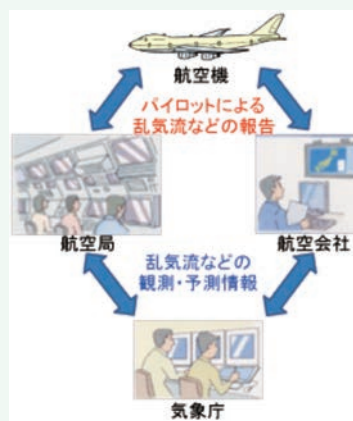 航空機
パイロットによる
乱気流などの報告
航空局
航空会社
乱気流などの
観測・予測情報
気象庁